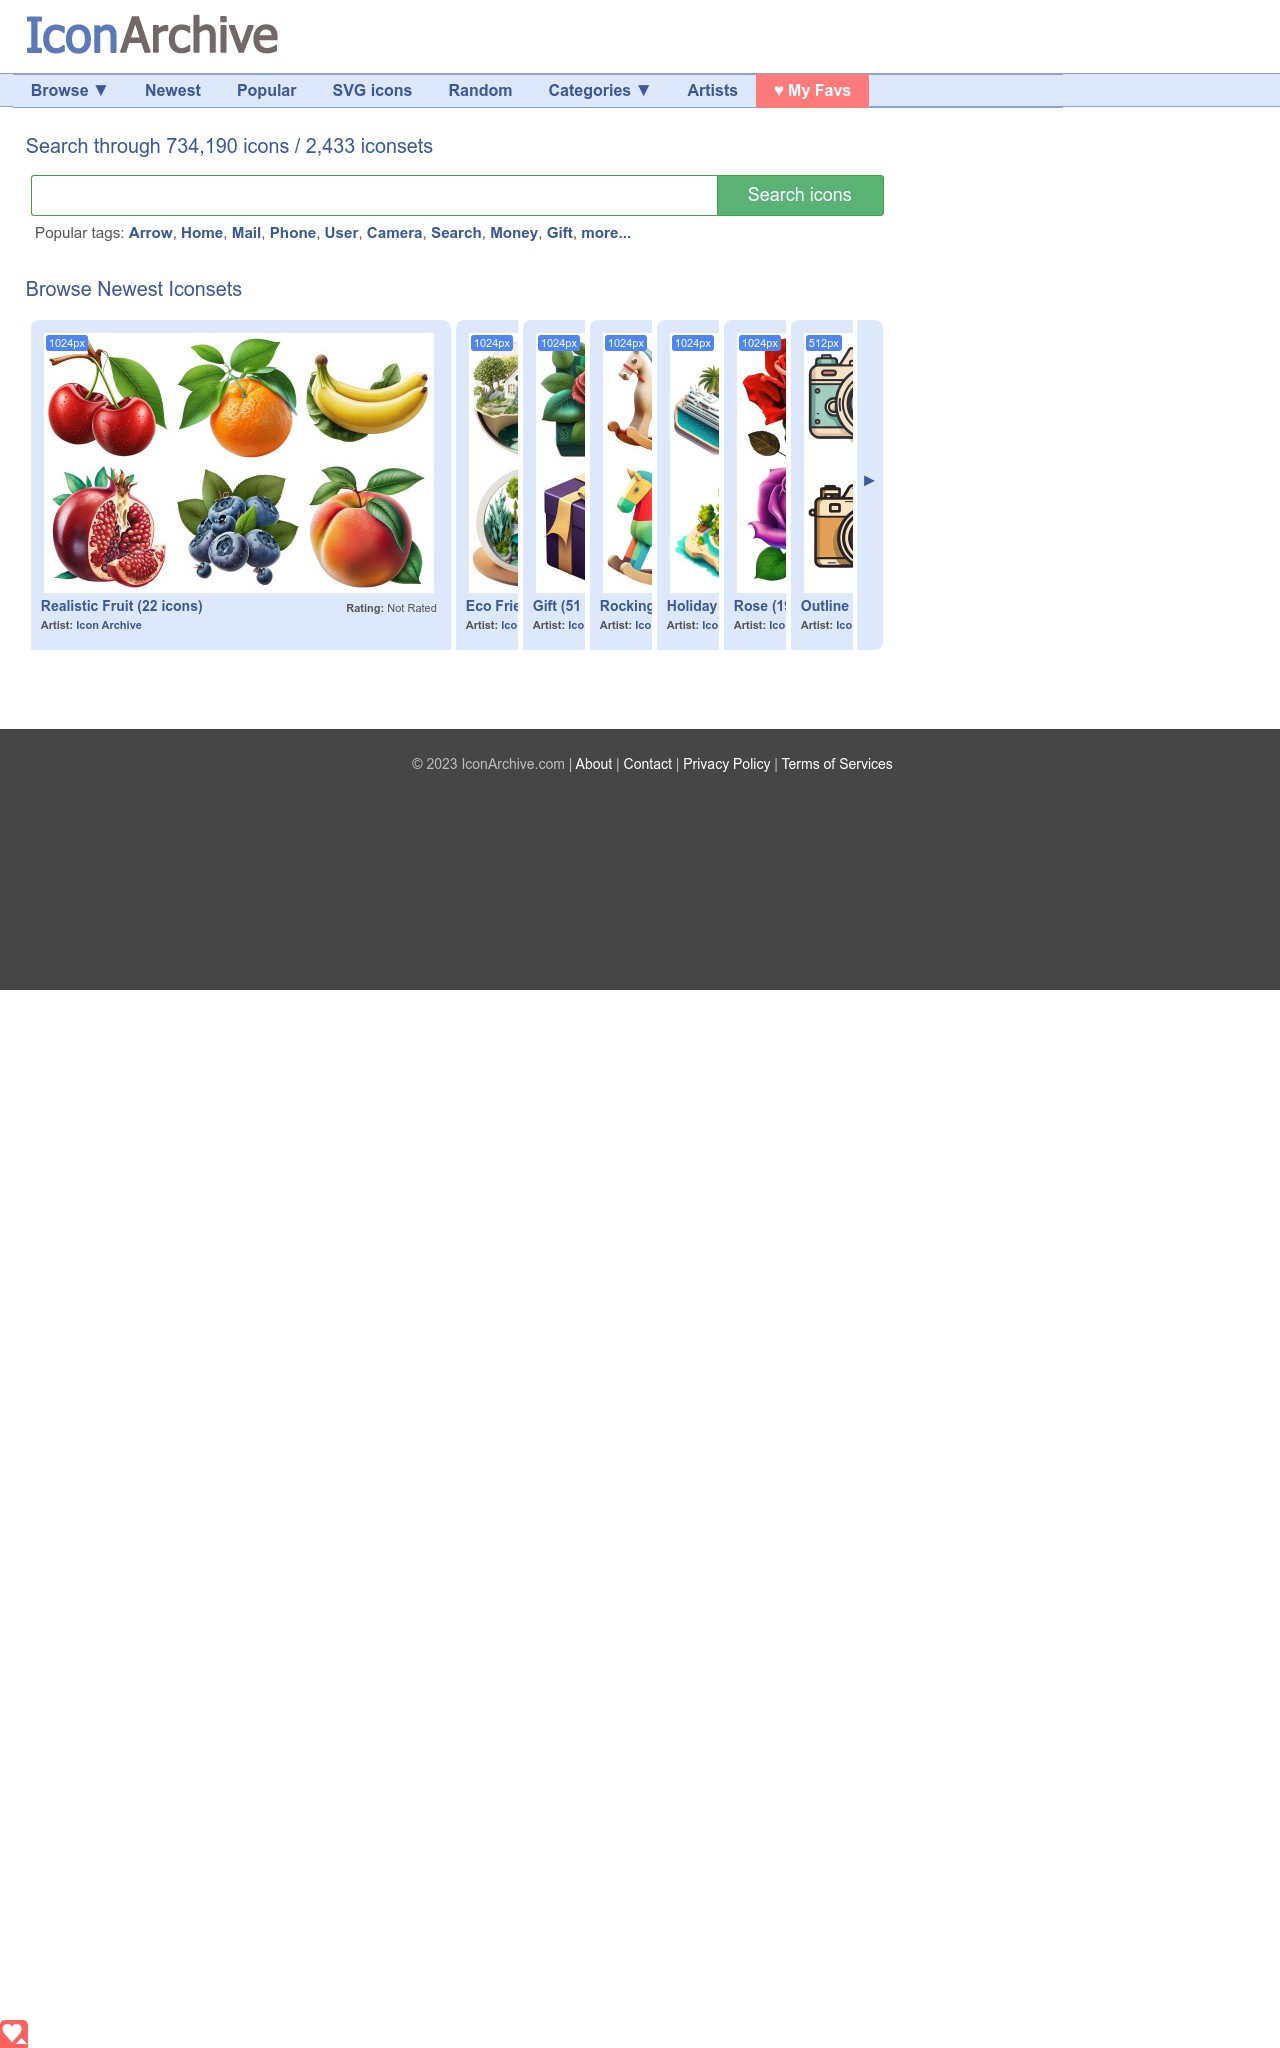 IconArchive
Browse ▼ Newest Popular SVG icons Random Categories ▼ Artists ♥ My Favs
Search through 734,190 icons / 2,433 iconsets
Search icons
Popular tags: Arrow, Home, Mail, Phone, User, Camera, Search, Money, Gift, more...
Browse Newest Iconsets
1024px 1024px 1024px 1024px 1024px 1024px 512px
►
Realistic Fruit (22 icons) Rating: Not Rated
Artist: Icon Archive
Eco Frie
Artist: Ico
Gift (51
Artist: Ico
Rocking
Artist: Ico
Holiday
Artist: Ico
Rose (19
Artist: Ico
Outline
Artist: Ico
© 2023 IconArchive.com | About | Contact | Privacy Policy | Terms of Services